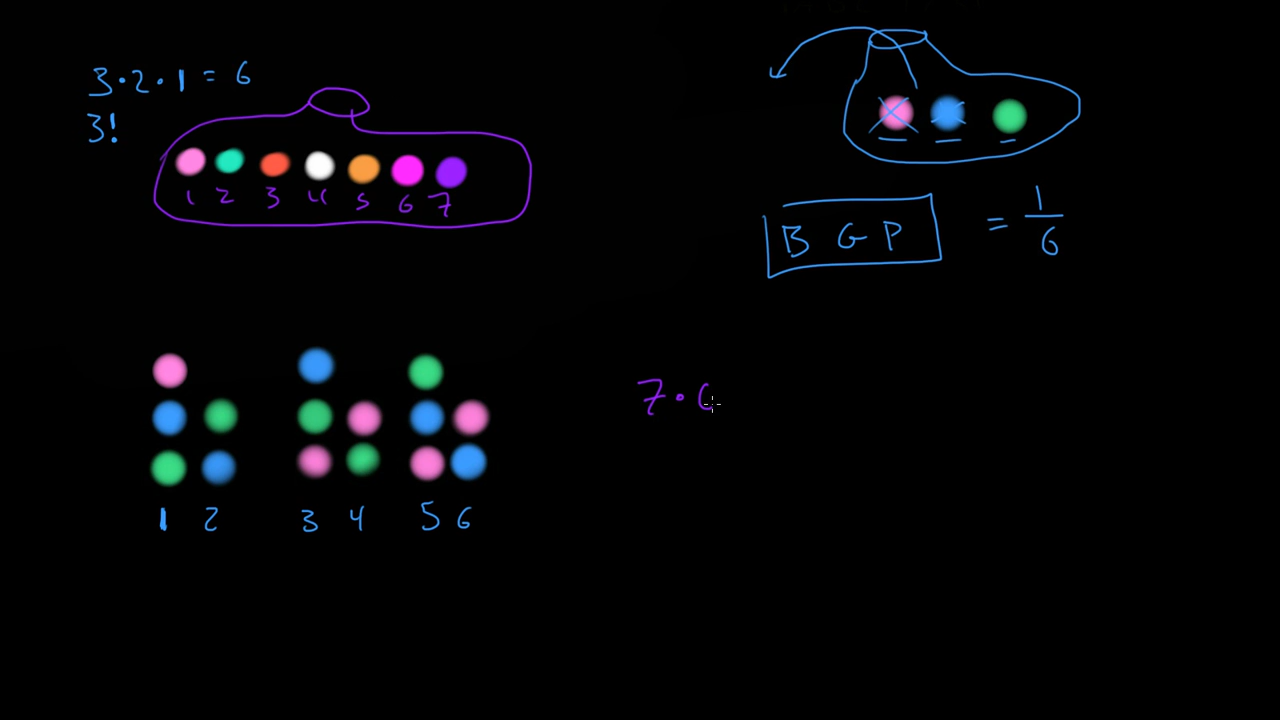 3·2·1 = 6
3!
1 2 3 4 5 6 7
B G P = 1/6
7·6
1 2 3 4 5 6